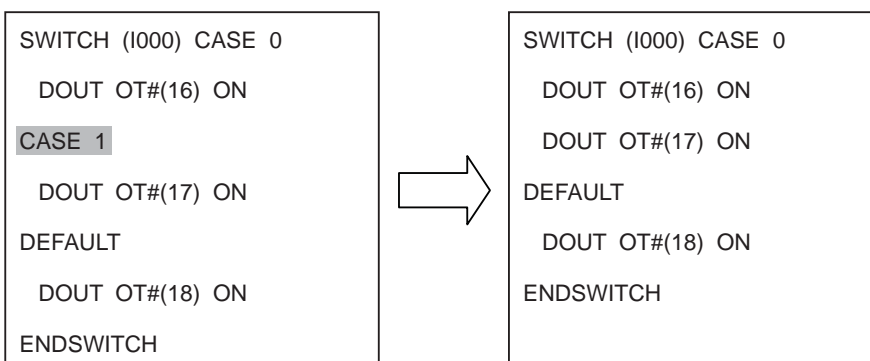 SWITCH (I000) CASE 0
DOUT OT#(16) ON
CASE 1
DOUT OT#(17) ON
DEFAULT
DOUT OT#(18) ON
ENDSWITCH
SWITCH (I000) CASE 0
DOUT OT#(16) ON
DOUT OT#(17) ON
DEFAULT
DOUT OT#(18) ON
ENDSWITCH